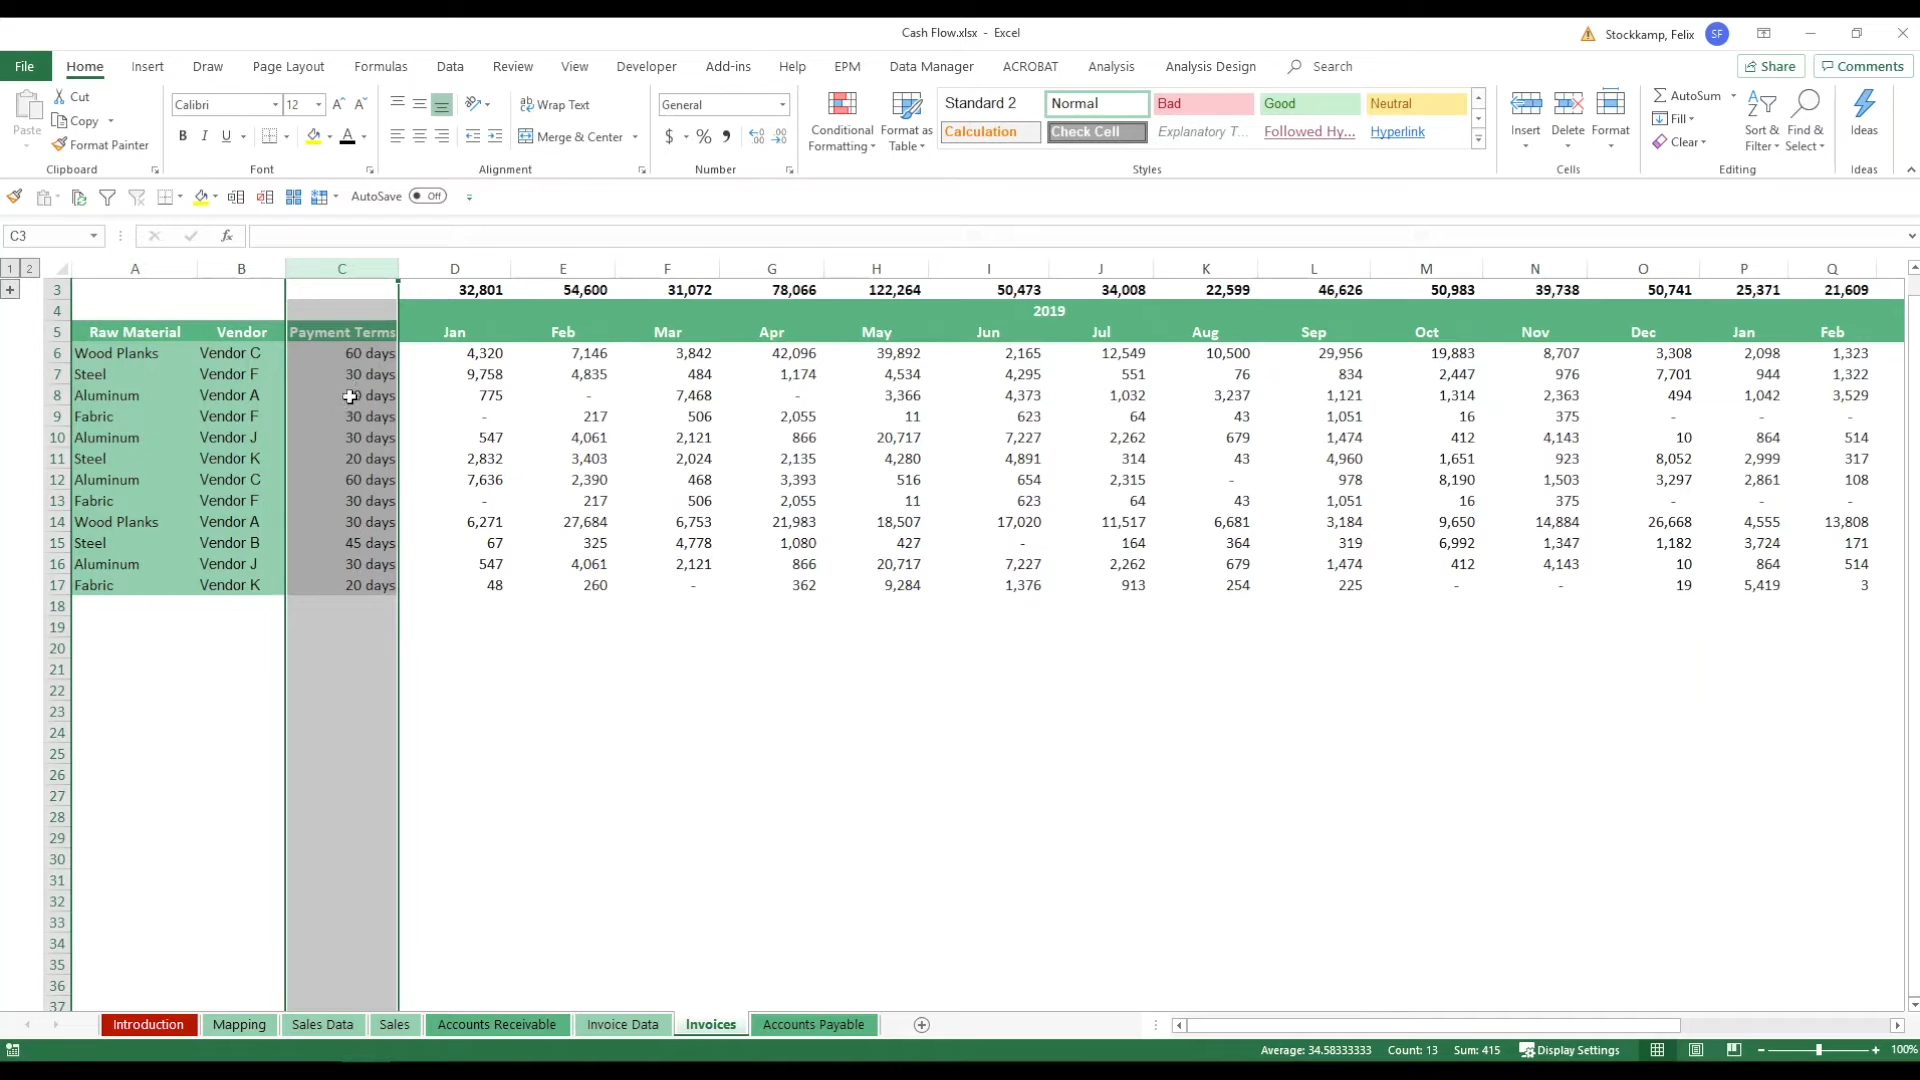 Cash Flow.xlsx - Excel
Stockkamp, Felix SF
File Home Insert Draw Page Layout Formulas Data Review View Developer Add-ins Help EPM Data Manager ACROBAT Analysis Analysis Design Search Share Comments
Paste Cut Copy Format Painter Clipboard
Calibri 12 B I U Font
Wrap Text Merge & Center Alignment
General $ % Number
Conditional Formatting Format as Table
Standard 2 Normal Bad Good Neutral
Calculation Check Cell Explanatory T... Followed Hy... Hyperlink
Styles
Insert Delete Format Cells
AutoSum Fill Clear Sort & Filter Find & Select Editing
Ideas Ideas
AutoSave Off
C3 fx
1 2 A B C D E F G H I J K L M N O P Q
3 32,801 54,600 31,072 78,066 122,264 50,473 34,008 22,599 46,626 50,983 39,738 50,741 25,371 21,609
4 2019
5 Raw Material Vendor Payment Terms Jan Feb Mar Apr May Jun Jul Aug Sep Oct Nov Dec Jan Feb
6 Wood Planks Vendor C 60 days 4,320 7,146 3,842 42,096 39,892 2,165 12,549 10,500 29,956 19,883 8,707 3,308 2,098 1,323
7 Steel Vendor F 30 days 9,758 4,835 484 1,174 4,534 4,295 551 76 834 2,447 976 7,701 944 1,322
8 Aluminum Vendor A days 775 - 7,468 - 3,366 4,373 1,032 3,237 1,121 1,314 2,363 494 1,042 3,529
9 Fabric Vendor F 30 days - 217 506 2,055 11 623 64 43 1,051 16 375 - - -
10 Aluminum Vendor J 30 days 547 4,061 2,121 866 20,717 7,227 2,262 679 1,474 412 4,143 10 864 514
11 Steel Vendor K 20 days 2,832 3,403 2,024 2,135 4,280 4,891 314 43 4,960 1,651 923 8,052 2,999 317
12 Aluminum Vendor C 60 days 7,636 2,390 468 3,393 516 654 2,315 - 978 8,190 1,503 3,297 2,861 108
13 Fabric Vendor F 30 days - 217 506 2,055 11 623 64 43 1,051 16 375 - - -
14 Wood Planks Vendor A 30 days 6,271 27,684 6,753 21,983 18,507 17,020 11,517 6,681 3,184 9,650 14,884 26,668 4,555 13,808
15 Steel Vendor B 45 days 67 325 4,778 1,080 427 - 164 364 319 6,992 1,347 1,182 3,724 171
16 Aluminum Vendor J 30 days 547 4,061 2,121 866 20,717 7,227 2,262 679 1,474 412 4,143 10 864 514
17 Fabric Vendor K 20 days 48 260 - 362 9,284 1,376 913 254 225 - - 19 5,419 3
18
19
20
21
22
23
24
25
26
27
28
29
30
31
32
33
34
35
36
37
Introduction Mapping Sales Data Sales Accounts Receivable Invoice Data Invoices Accounts Payable
Average: 34.58333333 Count: 13 Sum: 415 Display Settings 100%